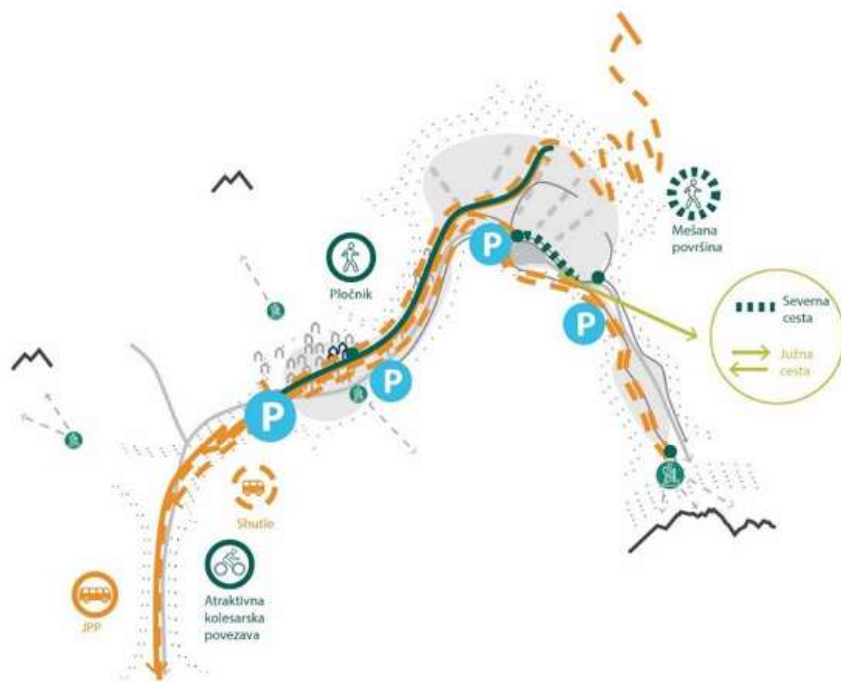 Mešana
površina
P
Pločnik
Severna
cesta
P
Južna
cesta
P
P
Shutle
Atraktivna
kolesarska
povezava
JPP